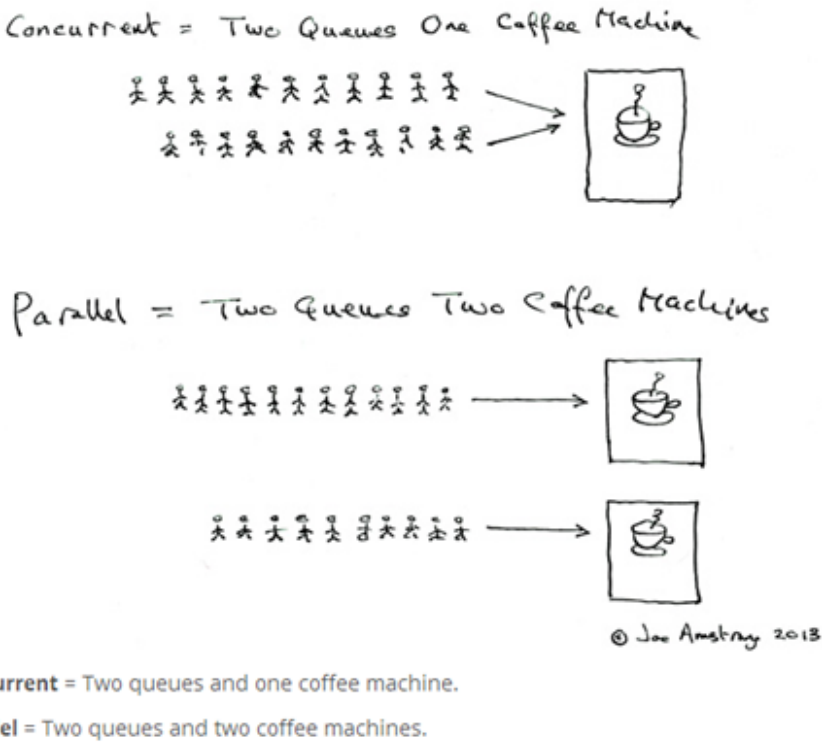 Concurrent = Two Queues One Coffee Machine
Parallel = Two Queues Two Coffee Machines
© Joe Armstrong 2013
urrent = Two queues and one coffee machine.
el = Two queues and two coffee machines.